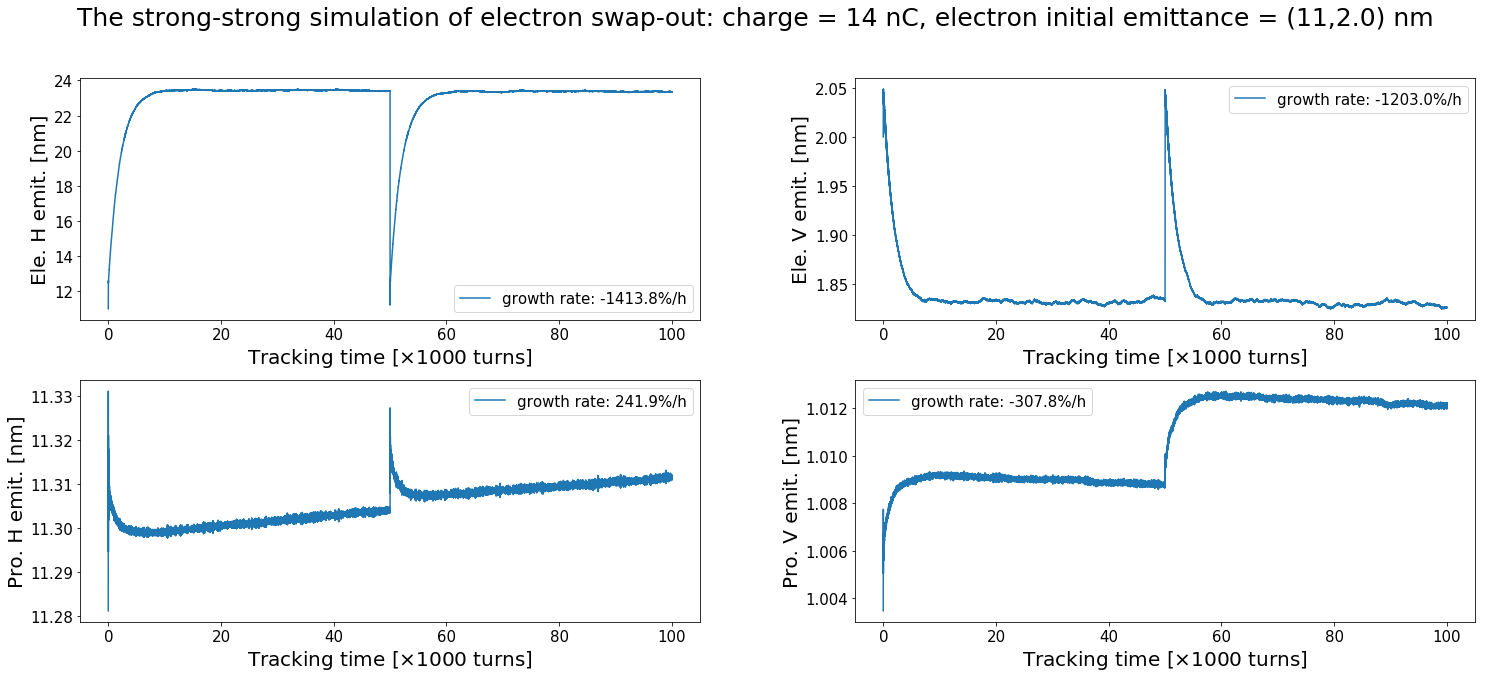 The strong-strong simulation of electron swap-out: charge = 14 nC, electron initial emittance = (11,2.0) nm
Ele. H emit. [nm]
24
22
20
18
16
14
12
growth rate: -1413.8%/h
0 20 40 60 80 100
Tracking time [×1000 turns]
Ele. V emit. [nm]
2.05
2.00
1.95
1.90
1.85
growth rate: -1203.0%/h
0 20 40 60 80 100
Tracking time [×1000 turns]
Pro. H emit. [nm]
11.33
11.32
11.31
11.30
11.29
11.28
growth rate: 241.9%/h
0 20 40 60 80 100
Tracking time [×1000 turns]
Pro. V emit. [nm]
1.012
1.010
1.008
1.006
1.004
growth rate: -307.8%/h
0 20 40 60 80 100
Tracking time [×1000 turns]